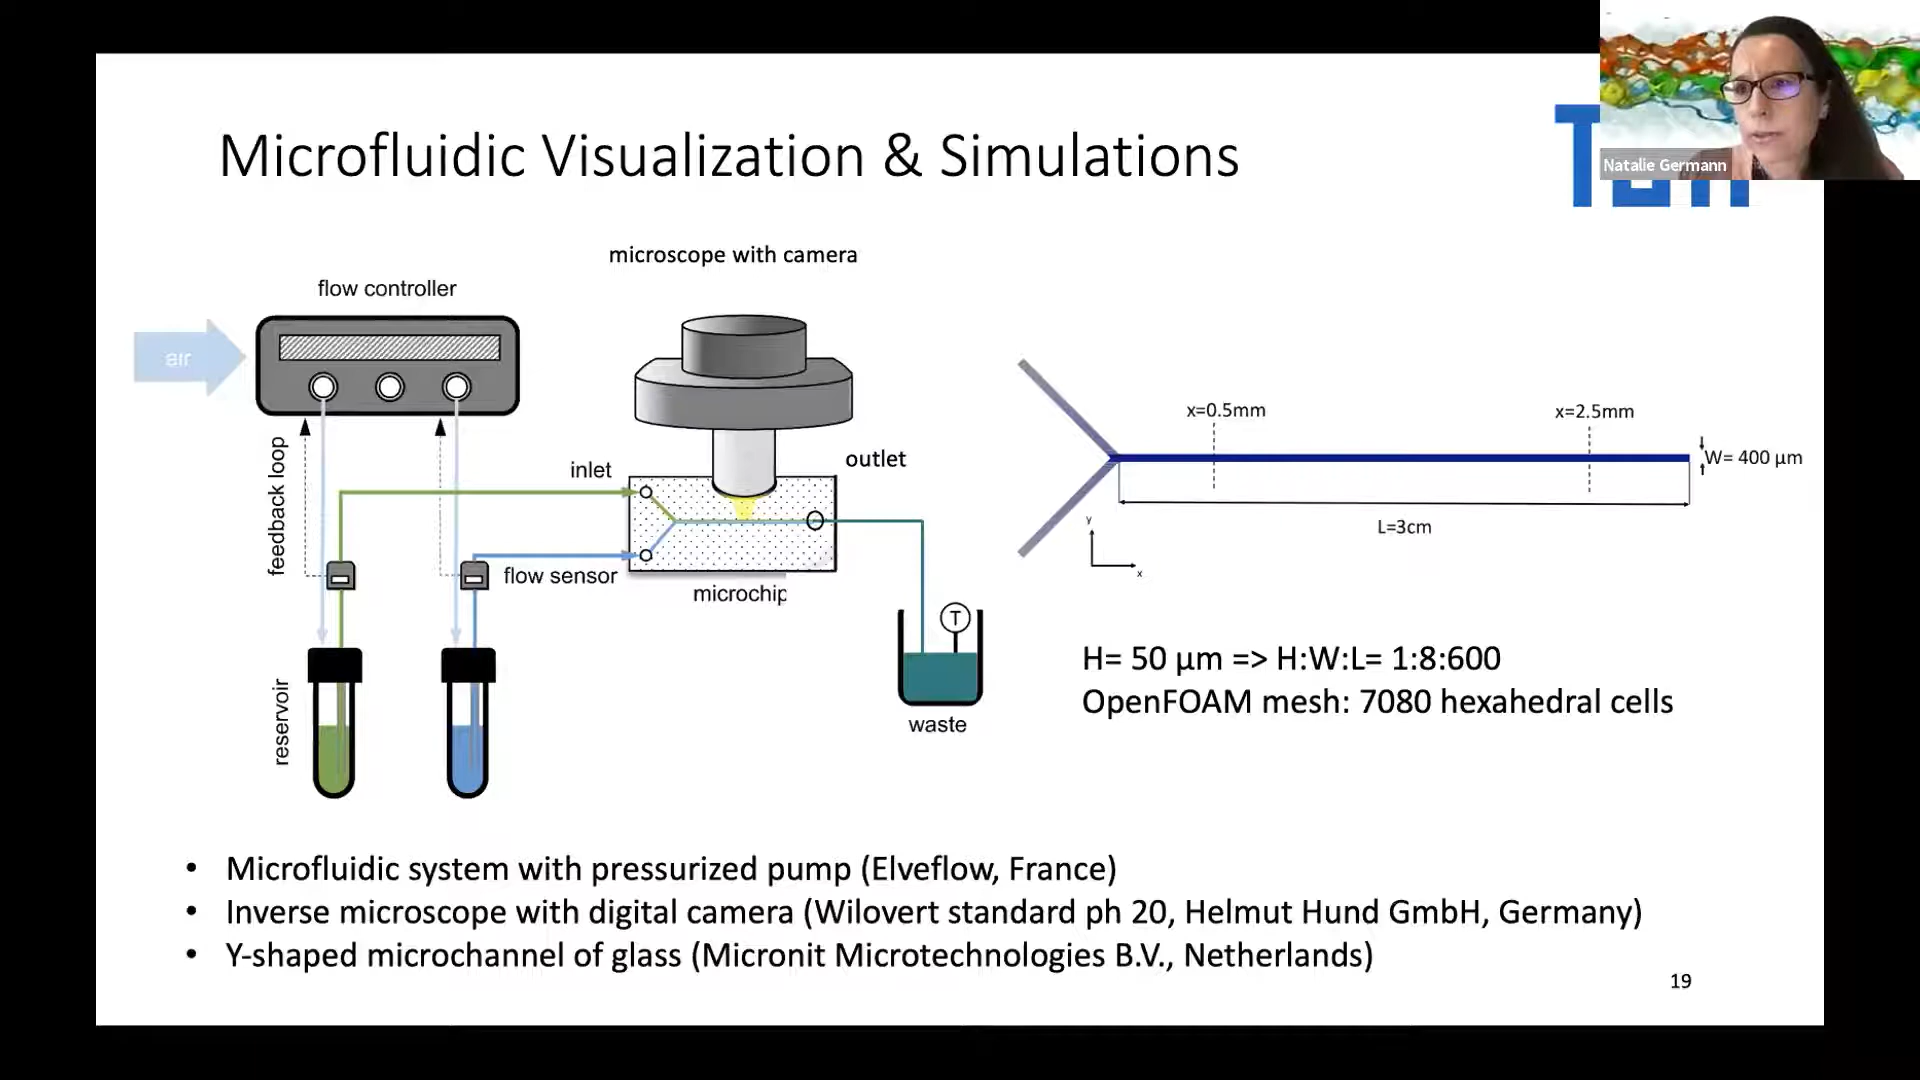 Natalie Germann
Microfluidic Visualization & Simulations
microscope with camera
flow controller
air
feedback loop
inlet
outlet
flow sensor
microchip
reservoir
T
waste
x=0.5mm
x=2.5mm
W= 400 µm
L=3cm
y
x
H= 50 µm => H:W:L= 1:8:600
OpenFOAM mesh: 7080 hexahedral cells
• Microfluidic system with pressurized pump (Elveflow, France)
• Inverse microscope with digital camera (Wilovert standard ph 20, Helmut Hund GmbH, Germany)
• Y-shaped microchannel of glass (Micronit Microtechnologies B.V., Netherlands)
19